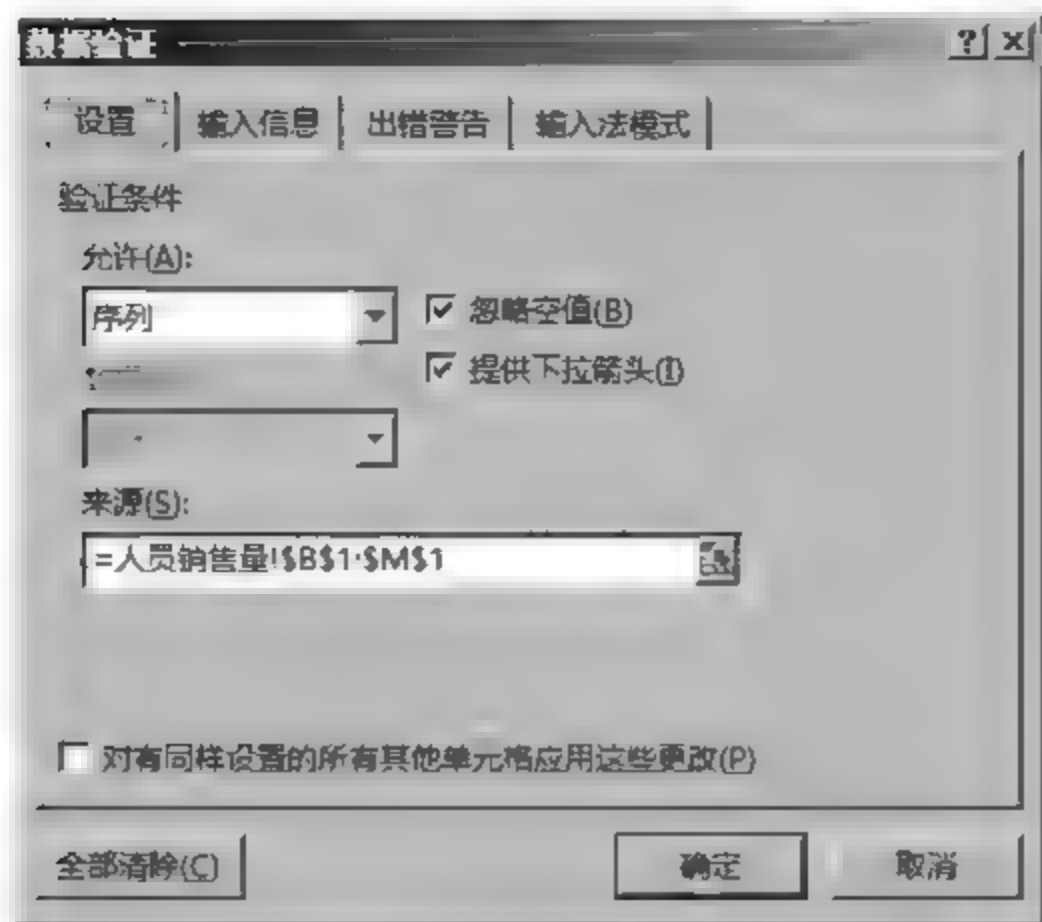 数据验证
设置 输入信息 出错警告 输入法模式
验证条件
允许(A):
序列
忽略空值(B)
提供下拉箭头(I)
来源(S):
=人员销售量!$B$1:$M$1
对有同样设置的所有其他单元格应用这些更改(P)
全部清除(C) 确定 取消